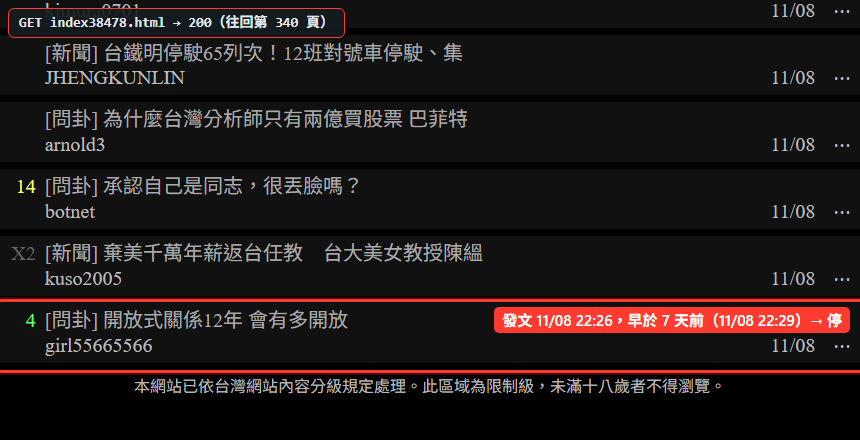 kimura0701 11/08 ⋯
GET index38478.html → 200（往回第 340 頁）
[新聞] 台鐵明停駛65列次！12班對號車停駛、集
JHENGKUNLIN 11/08 ⋯
[問卦] 為什麼台灣分析師只有兩億買股票 巴菲特
arnold3 11/08 ⋯
14 [問卦] 承認自己是同志，很丟臉嗎？
botnet 11/08 ⋯
X2 [新聞] 棄美千萬年薪返台任教　台大美女教授陳縕
kuso2005 11/08 ⋯
4 [問卦] 開放式關係12年 會有多開放
發文 11/08 22:26，早於 7 天前（11/08 22:29）→ 停
girl55665566 11/08 ⋯
本網站已依台灣網站內容分級規定處理。此區域為限制級，未滿十八歲者不得瀏覽。